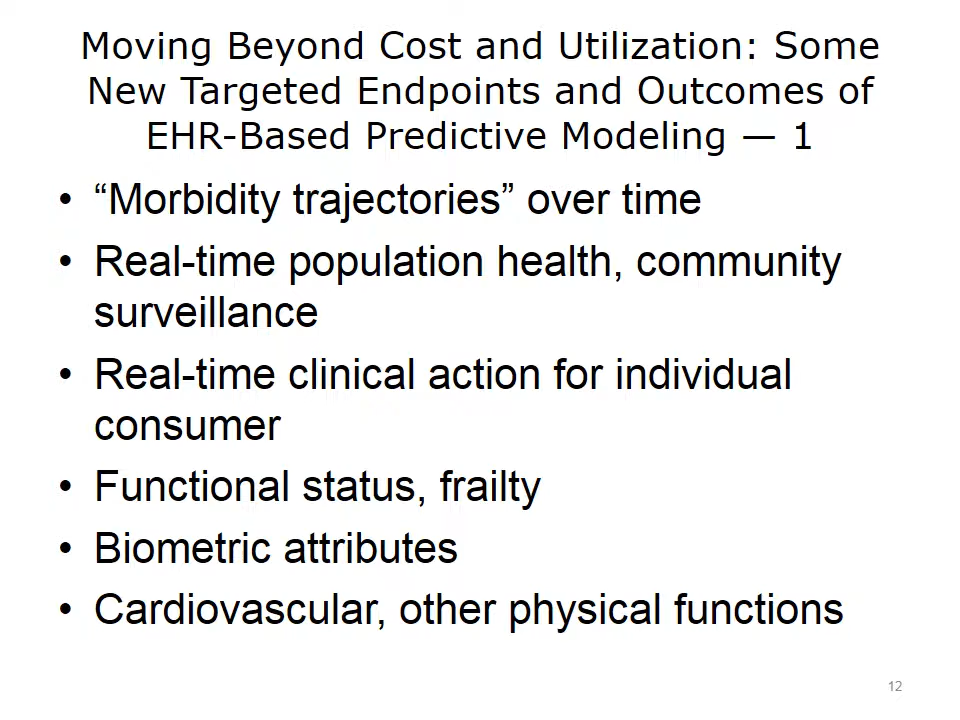 Moving Beyond Cost and Utilization: Some
New Targeted Endpoints and Outcomes of
EHR-Based Predictive Modeling — 1
• “Morbidity trajectories” over time
• Real-time population health, community
surveillance
• Real-time clinical action for individual
consumer
• Functional status, frailty
• Biometric attributes
• Cardiovascular, other physical functions
12